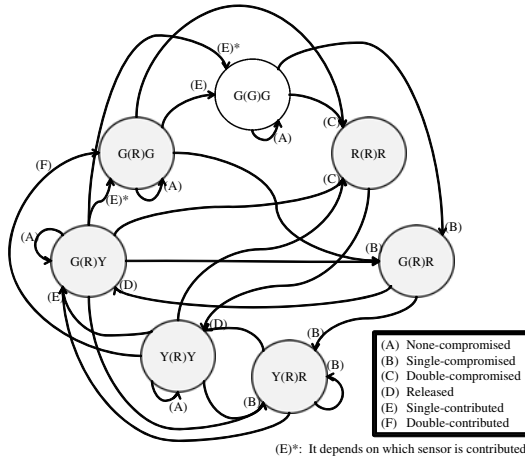 (E)*
(E)
G(G)G
(C)
(A)
G(R)G
R(R)R
(F)
(A)
(C)
(E)*
(B)
(A)
G(R)Y
(B)
G(R)R
(D)
(E)
(D)
(B)
Y(R)Y
Y(R)R
(B)
(A)
(B)
(A) None-compromised
(B) Single-compromised
(C) Double-compromised
(D) Released
(E) Single-contributed
(F) Double-contributed
(E)*: It depends on which sensor is contributed